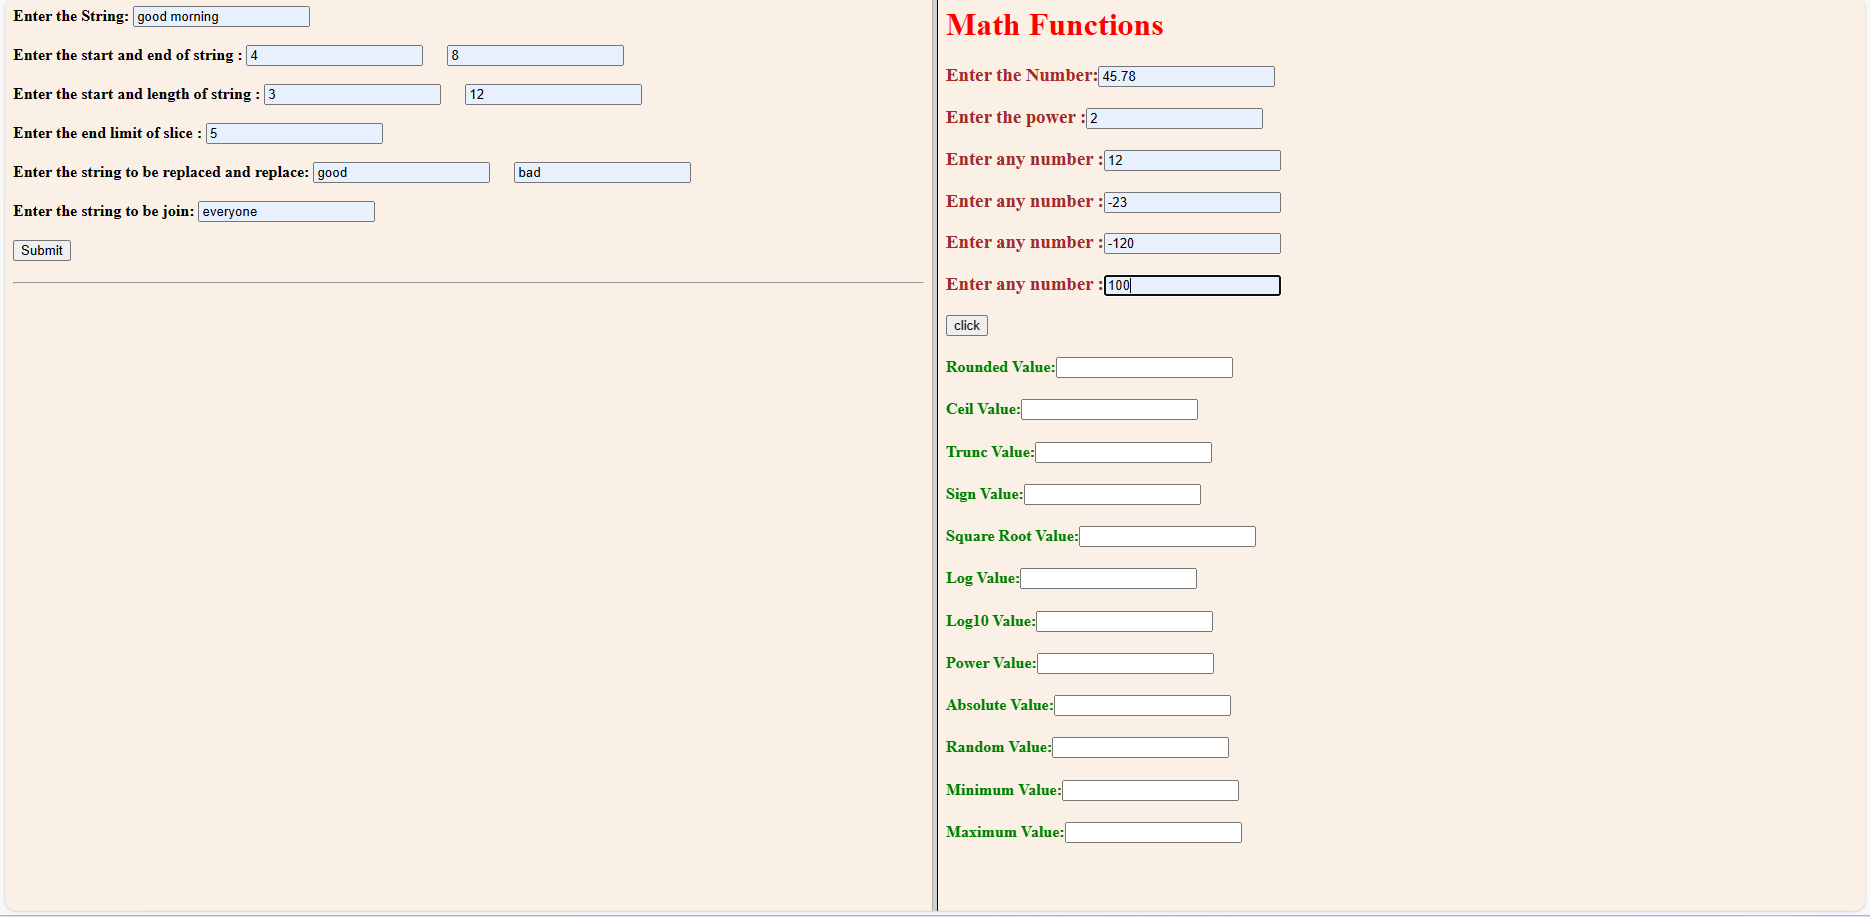 Enter the String: good morning
Enter the start and end of string : 4 8
Enter the start and length of string : 3 12
Enter the end limit of slice : 5
Enter the string to be replaced and replace: good bad
Enter the string to be join: everyone
Submit
Math Functions
Enter the Number: 45.78
Enter the power : 2
Enter any number : 12
Enter any number : -23
Enter any number : -120
Enter any number : 100
click
Rounded Value:
Ceil Value:
Trunc Value:
Sign Value:
Square Root Value:
Log Value:
Log10 Value:
Power Value:
Absolute Value:
Random Value:
Minimum Value:
Maximum Value: